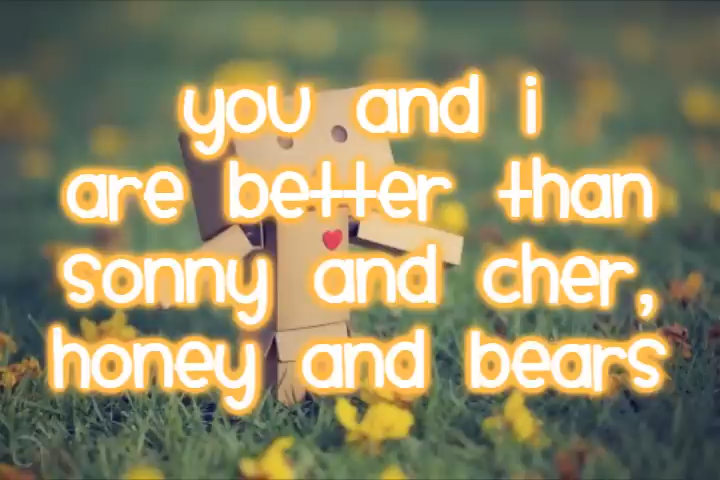 you and i
are better than
sonny and cher,
honey and bears